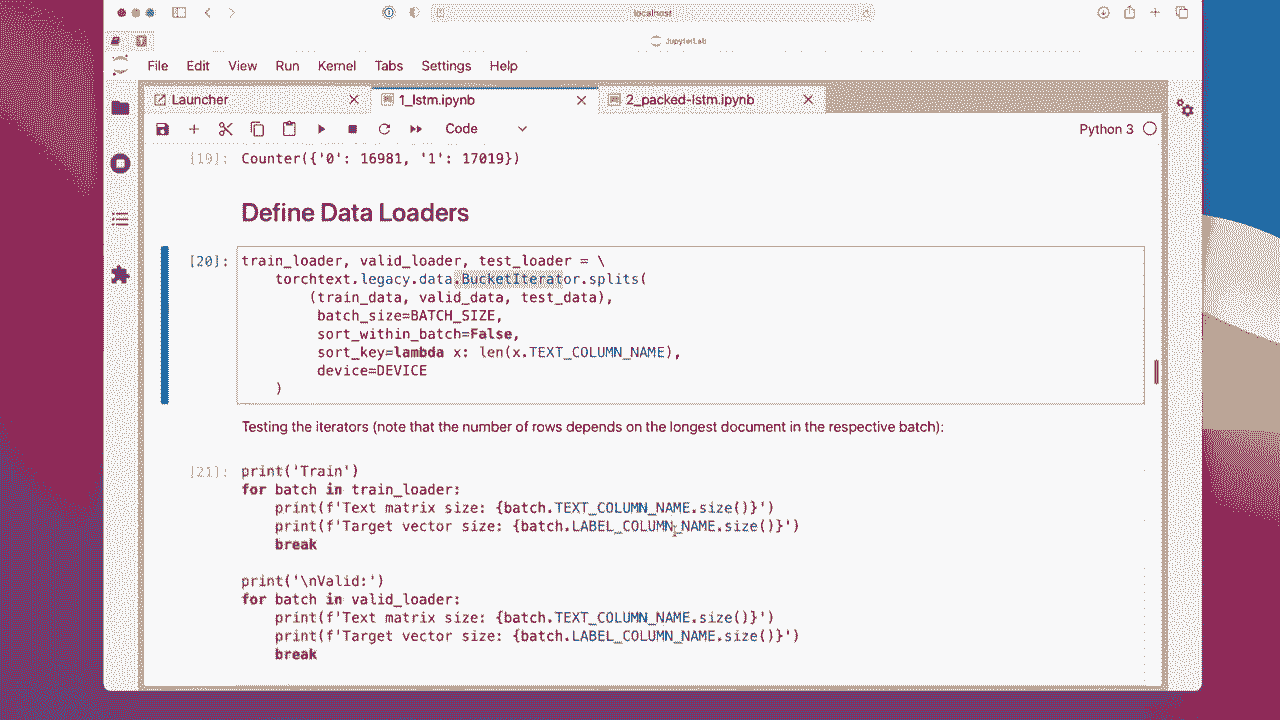 localhost
JupyterLab
File Edit View Run Kernel Tabs Settings Help
Launcher 1_lstm.ipynb 2_packed-lstm.ipynb
Code Python 3
[19]: Counter({'0': 16981, '1': 17019})
Define Data Loaders
[20]: train_loader, valid_loader, test_loader = \
torchtext.legacy.data.BucketIterator.splits(
(train_data, valid_data, test_data),
batch_size=BATCH_SIZE,
sort_within_batch=False,
sort_key=lambda x: len(x.TEXT_COLUMN_NAME),
device=DEVICE
)
Testing the iterators (note that the number of rows depends on the longest document in the respective batch):
[21]: print('Train')
for batch in train_loader:
print(f'Text matrix size: {batch.TEXT_COLUMN_NAME.size()}')
print(f'Target vector size: {batch.LABEL_COLUMN_NAME.size()}')
break
print('\nValid:')
for batch in valid_loader:
print(f'Text matrix size: {batch.TEXT_COLUMN_NAME.size()}')
print(f'Target vector size: {batch.LABEL_COLUMN_NAME.size()}')
break